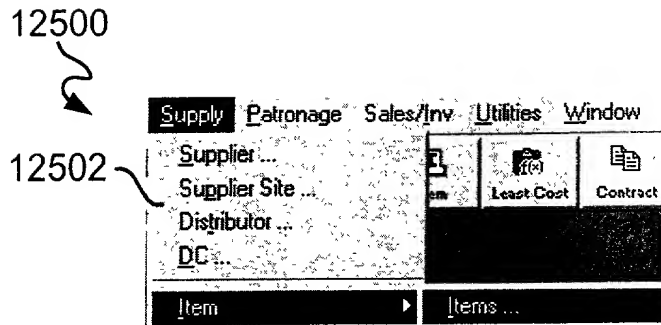 12500
Supply Patronage Sales/Inv Utilities Window
12502
Supplier ...
Supplier Site ...
Distributor ...
DC ...
Least Cost Contract
Item Items ...